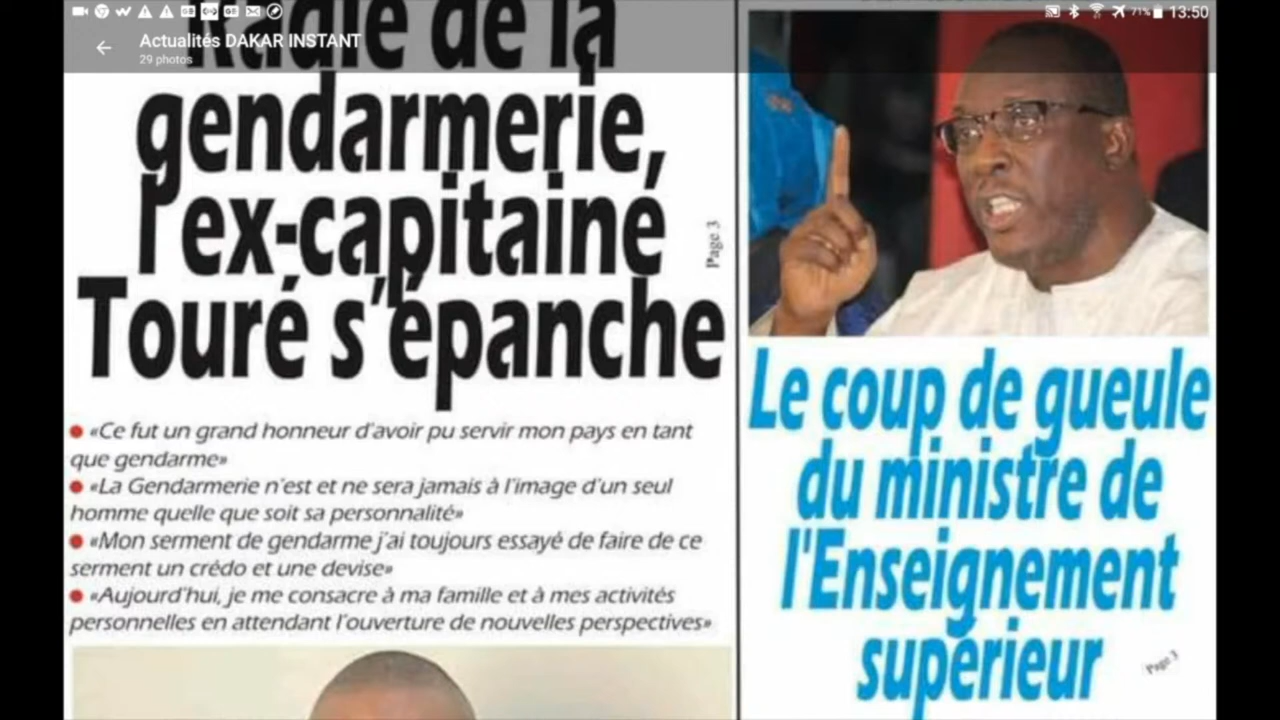 Actualités DAKAR INSTANT
29 photos
71%
13:50
Radié de la
gendarmerie,
l'ex-capitaine
Touré s'épanche
Page 3
• «Ce fut un grand honneur d'avoir pu servir mon pays en tant
que gendarme»
• «La Gendarmerie n'est et ne sera jamais à l'image d'un seul
homme quelle que soit sa personnalité»
• «Mon serment de gendarme j'ai toujours essayé de faire de ce
serment un crédo et une devise»
• «Aujourd'hui, je me consacre à ma famille et à mes activités
personnelles en attendant l'ouverture de nouvelles perspectives»
Le coup de gueule
du ministre de
l'Enseignement
supérieur
Page 3